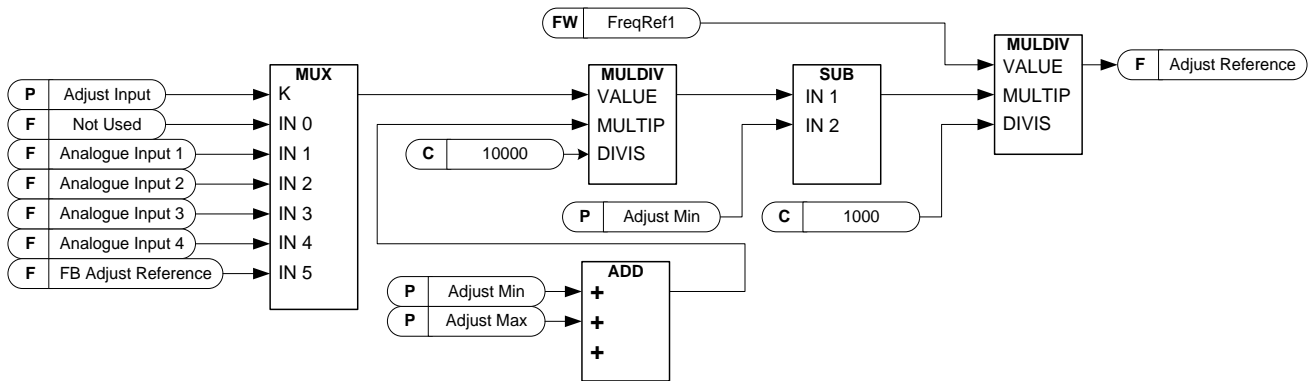 FW FreqRef1
MULDIV
VALUE
MULTIP
DIVIS
F Adjust Reference
MUX
K
IN 0
IN 1
IN 2
IN 3
IN 4
IN 5
P Adjust Input
F Not Used
F Analogue Input 1
F Analogue Input 2
F Analogue Input 3
F Analogue Input 4
F FB Adjust Reference
MULDIV
VALUE
MULTIP
DIVIS
C 10000
SUB
IN 1
IN 2
P Adjust Min
C 1000
ADD
+
+
+
P Adjust Min
P Adjust Max